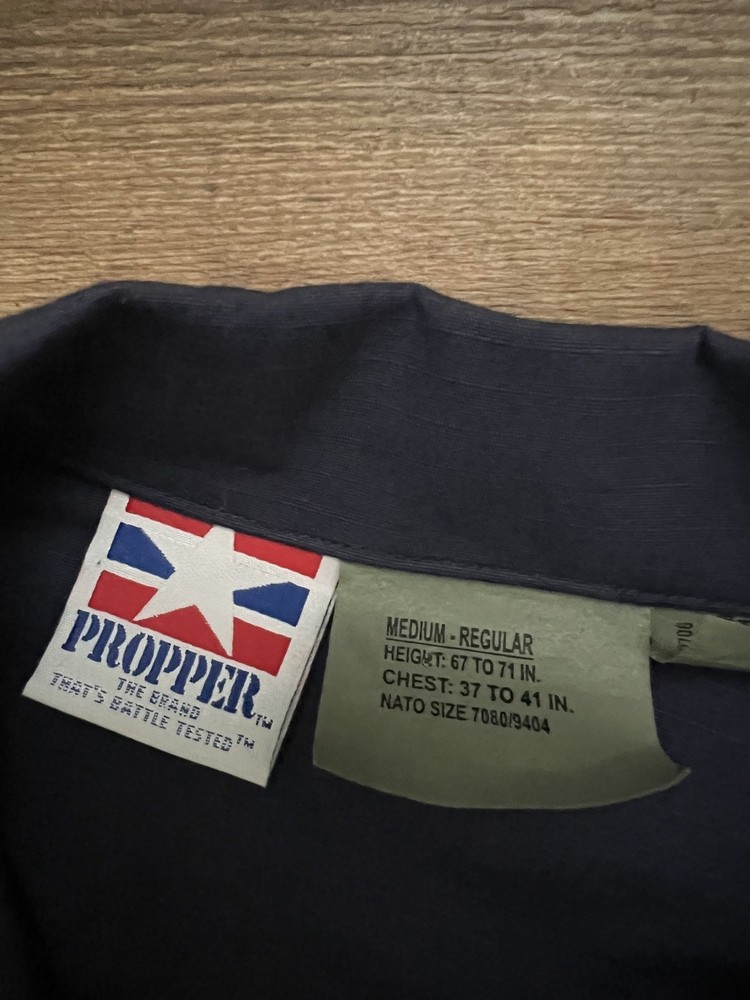 PROPPER™
THE BRAND
THAT'S BATTLE TESTED™
MEDIUM - REGULAR
HEIGHT: 67 TO 71 IN.
CHEST: 37 TO 41 IN.
NATO SIZE 7080/9404